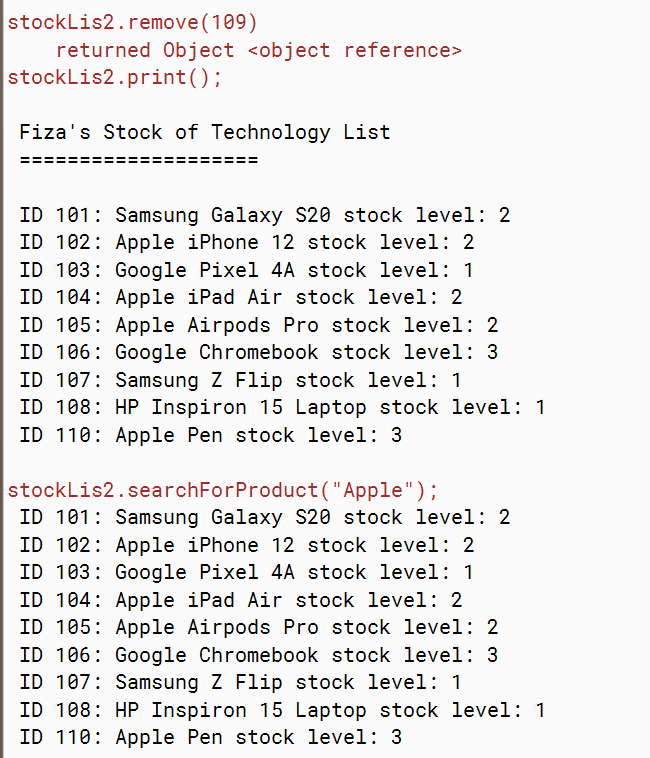 stockLis2.remove(109)
returned Object <object reference>
stockLis2.print();
Fiza's Stock of Technology List
====================
ID 101: Samsung Galaxy S20 stock level: 2
ID 102: Apple iPhone 12 stock level: 2
ID 103: Google Pixel 4A stock level: 1
ID 104: Apple iPad Air stock level: 2
ID 105: Apple Airpods Pro stock level: 2
ID 106: Google Chromebook stock level: 3
ID 107: Samsung Z Flip stock level: 1
ID 108: HP Inspiron 15 Laptop stock level: 1
ID 110: Apple Pen stock level: 3
stockLis2.searchForProduct("Apple");
ID 101: Samsung Galaxy S20 stock level: 2
ID 102: Apple iPhone 12 stock level: 2
ID 103: Google Pixel 4A stock level: 1
ID 104: Apple iPad Air stock level: 2
ID 105: Apple Airpods Pro stock level: 2
ID 106: Google Chromebook stock level: 3
ID 107: Samsung Z Flip stock level: 1
ID 108: HP Inspiron 15 Laptop stock level: 1
ID 110: Apple Pen stock level: 3